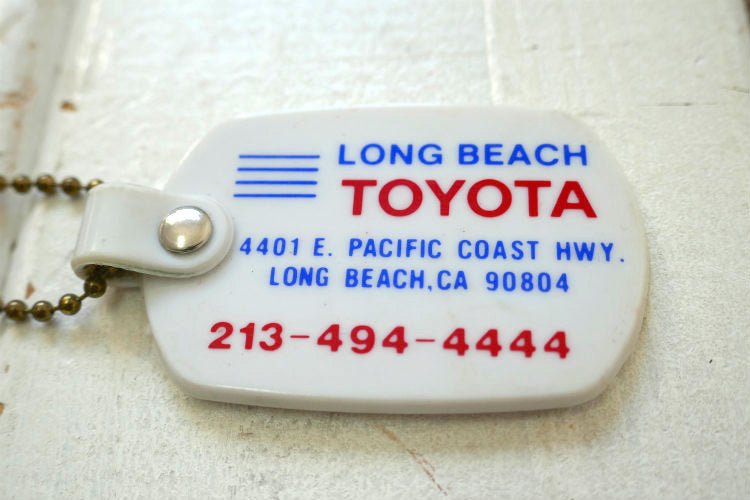 LONG BEACH
TOYOTA
4401 E. PACIFIC COAST HWY.
LONG BEACH, CA 90804
213-494-4444